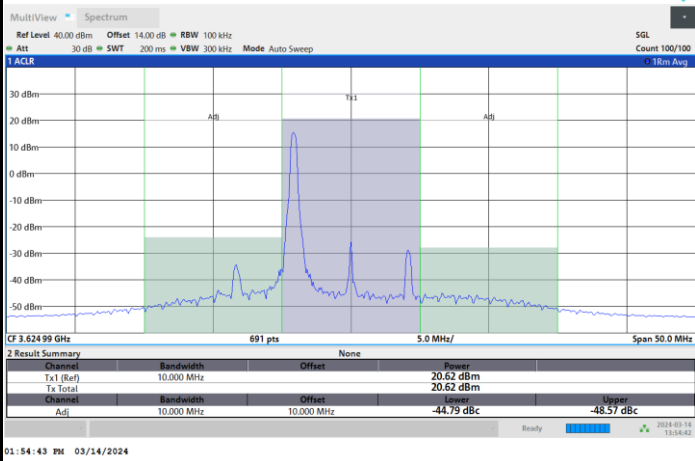 MultiView Spectrum
Ref Level 40.00 dBm Offset 14.00 dB RBW 100 kHz SGL
Att 30 dB SWT 200 ms VBW 300 kHz Mode Auto Sweep Count 100/100
1 ACLR 1Rm Avg
30 dBm
Tx1
20 dBm
Adj Adj
10 dBm
0 dBm
-10 dBm
-20 dBm
-30 dBm
-40 dBm
-50 dBm
CF 3.62499 GHz 691 pts 5.0 MHz/ Span 50.0 MHz
2 Result Summary None
Channel Bandwidth Offset Power
Tx1 (Ref) 10.000 MHz 20.62 dBm
Tx Total 20.62 dBm
Channel Bandwidth Offset Lower Upper
Adj 10.000 MHz 10.000 MHz -44.79 dBc -48.57 dBc
Ready 2024-03-14
13:54:42
01:54:43 PM 03/14/2024